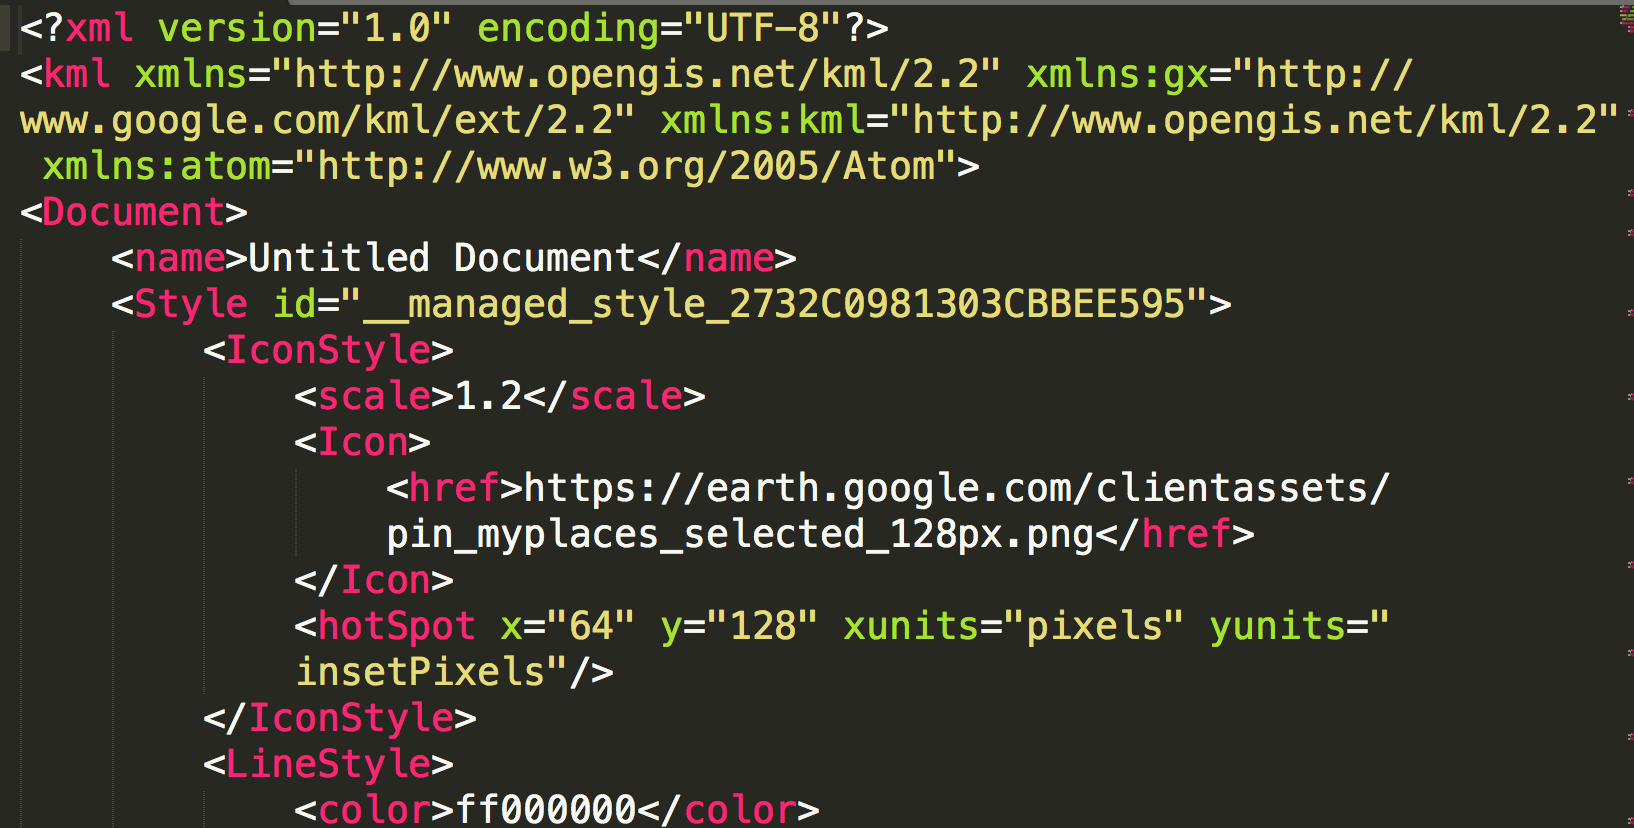 <?xml version="1.0" encoding="UTF-8"?>
<kml xmlns="http://www.opengis.net/kml/2.2" xmlns:gx="http://
www.google.com/kml/ext/2.2" xmlns:kml="http://www.opengis.net/kml/2.2"
xmlns:atom="http://www.w3.org/2005/Atom">
<Document>
<name>Untitled Document</name>
<Style id="__managed_style_2732C0981303CBBEE595">
<IconStyle>
<scale>1.2</scale>
<Icon>
<href>https://earth.google.com/clientassets/
pin_myplaces_selected_128px.png</href>
</Icon>
<hotSpot x="64" y="128" xunits="pixels" yunits="
insetPixels"/>
</IconStyle>
<LineStyle>
<color>ff000000</color>